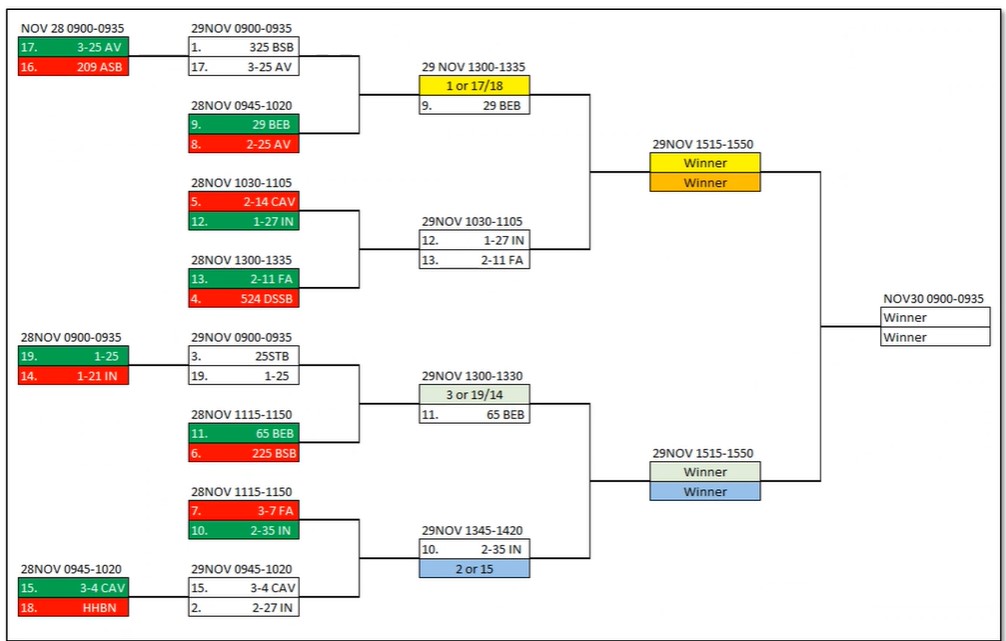 NOV 28 0900-0935
17. 3-25 AV
16. 209 ASB
29NOV 0900-0935
1. 325 BSB
17. 3-25 AV
28NOV 0945-1020
9. 29 BEB
8. 2-25 AV
28NOV 1030-1105
5. 2-14 CAV
12. 1-27 IN
28NOV 1300-1335
13. 2-11 FA
4. 524 DSSB
28NOV 0900-0935
19. 1-25
14. 1-21 IN
29NOV 0900-0935
3. 25STB
19. 1-25
28NOV 1115-1150
11. 65 BEB
6. 225 BSB
28NOV 1115-1150
7. 3-7 FA
10. 2-35 IN
28NOV 0945-1020
15. 3-4 CAV
18. HHBN
29NOV 0945-1020
15. 3-4 CAV
2. 2-27 IN
29 NOV 1300-1335
1 or 17/18
9. 29 BEB
29NOV 1030-1105
12. 1-27 IN
13. 2-11 FA
29NOV 1300-1330
3 or 19/14
11. 65 BEB
29NOV 1345-1420
10. 2-35 IN
2 or 15
29NOV 1515-1550
Winner
Winner
29NOV 1515-1550
Winner
Winner
NOV30 0900-0935
Winner
Winner